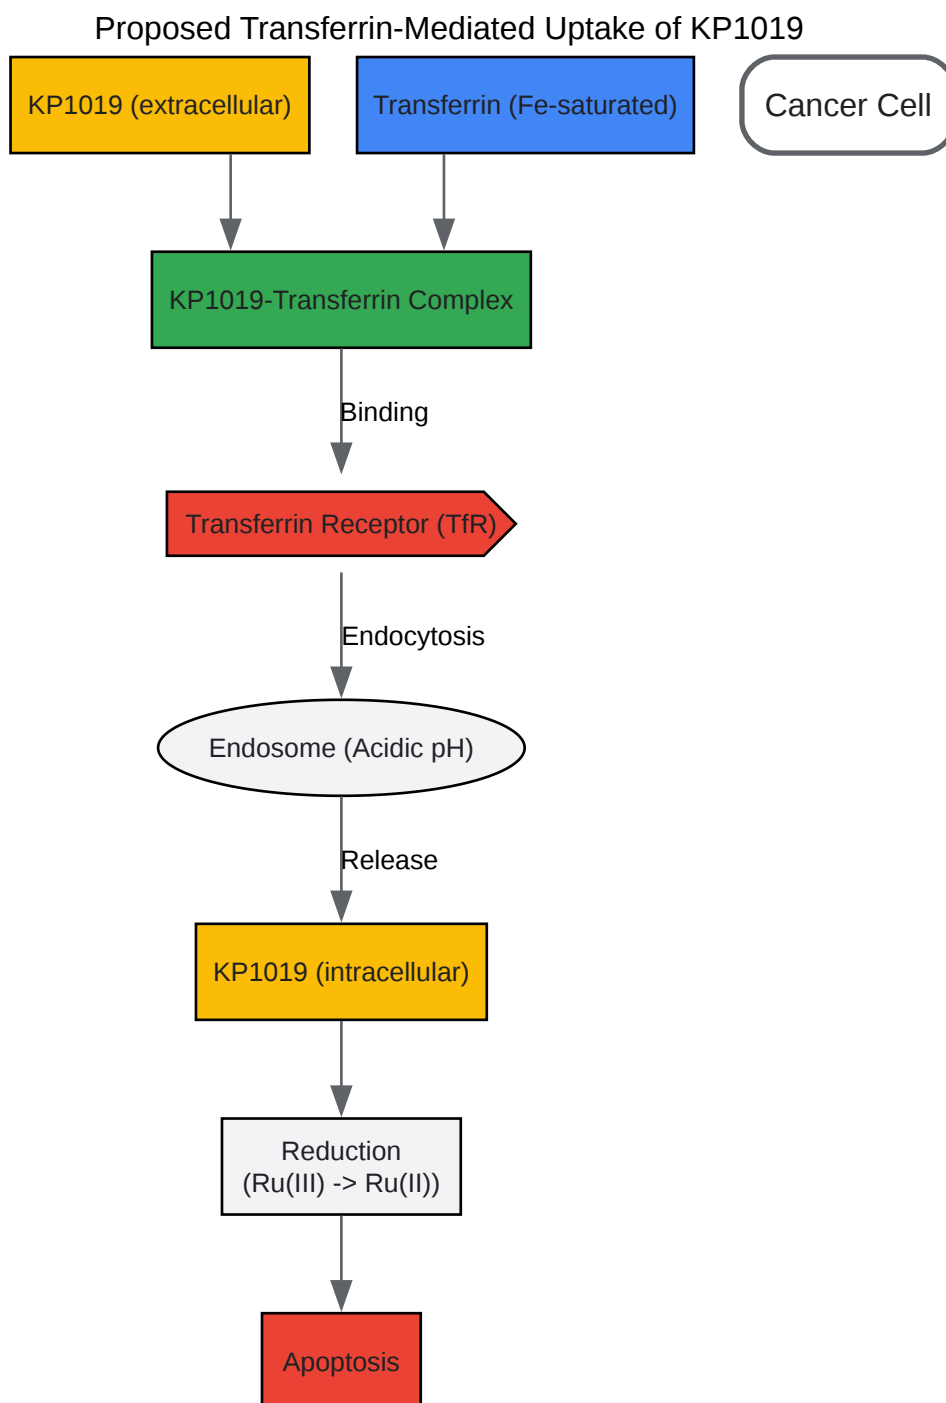 Proposed Transferrin-Mediated Uptake of KP1019
KP1019 (extracellular)
Transferrin (Fe-saturated)
Cancer Cell
KP1019-Transferrin Complex
Binding
Transferrin Receptor (TfR)
Endocytosis
Endosome (Acidic pH)
Release
KP1019 (intracellular)
Reduction
(Ru(III) -> Ru(II))
Apoptosis